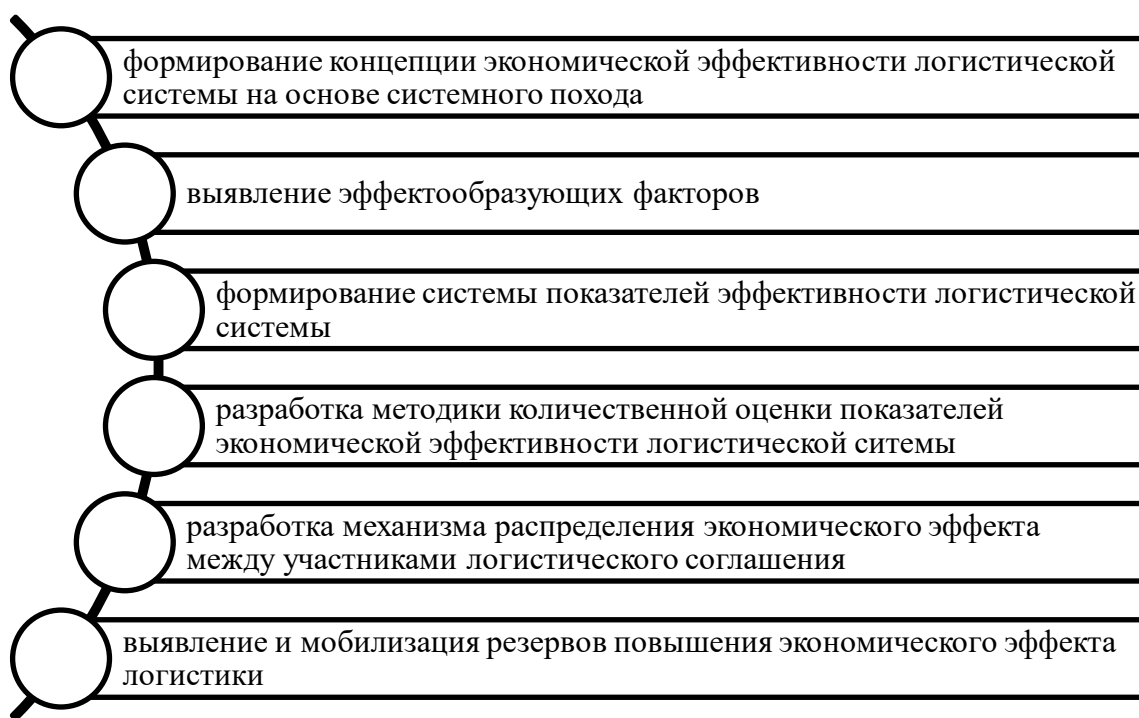 формирование концепции экономической эффективности логистической
системы на основе системного похода
выявление эффектообразующих факторов
формирование системы показателей эффективности логистической
системы
разработка методики количественной оценки показателей
экономической эффективности логистической ситемы
разработка механизма распределения экономического эффекта
между участниками логистического соглашения
выявление и мобилизация резервов повышения экономического эффекта
логистики